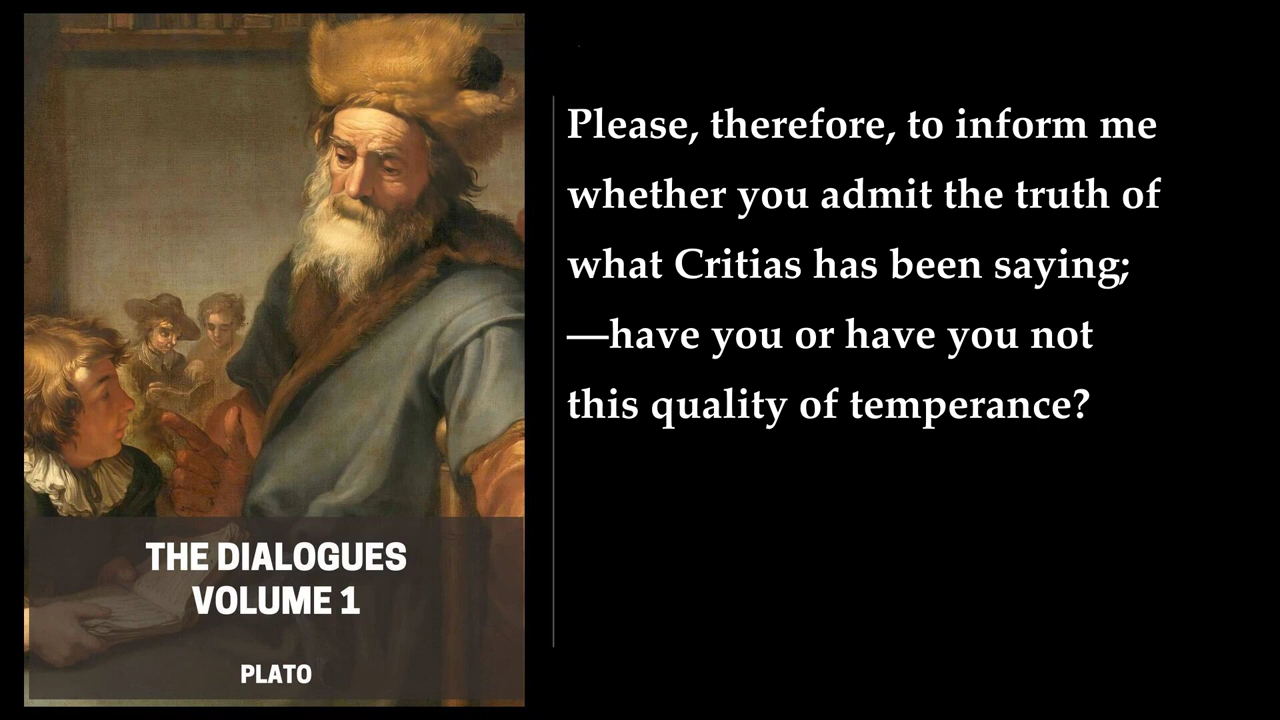 Please, therefore, to inform me
whether you admit the truth of
what Critias has been saying;
—have you or have you not
this quality of temperance?
THE DIALOGUES
VOLUME 1
PLATO